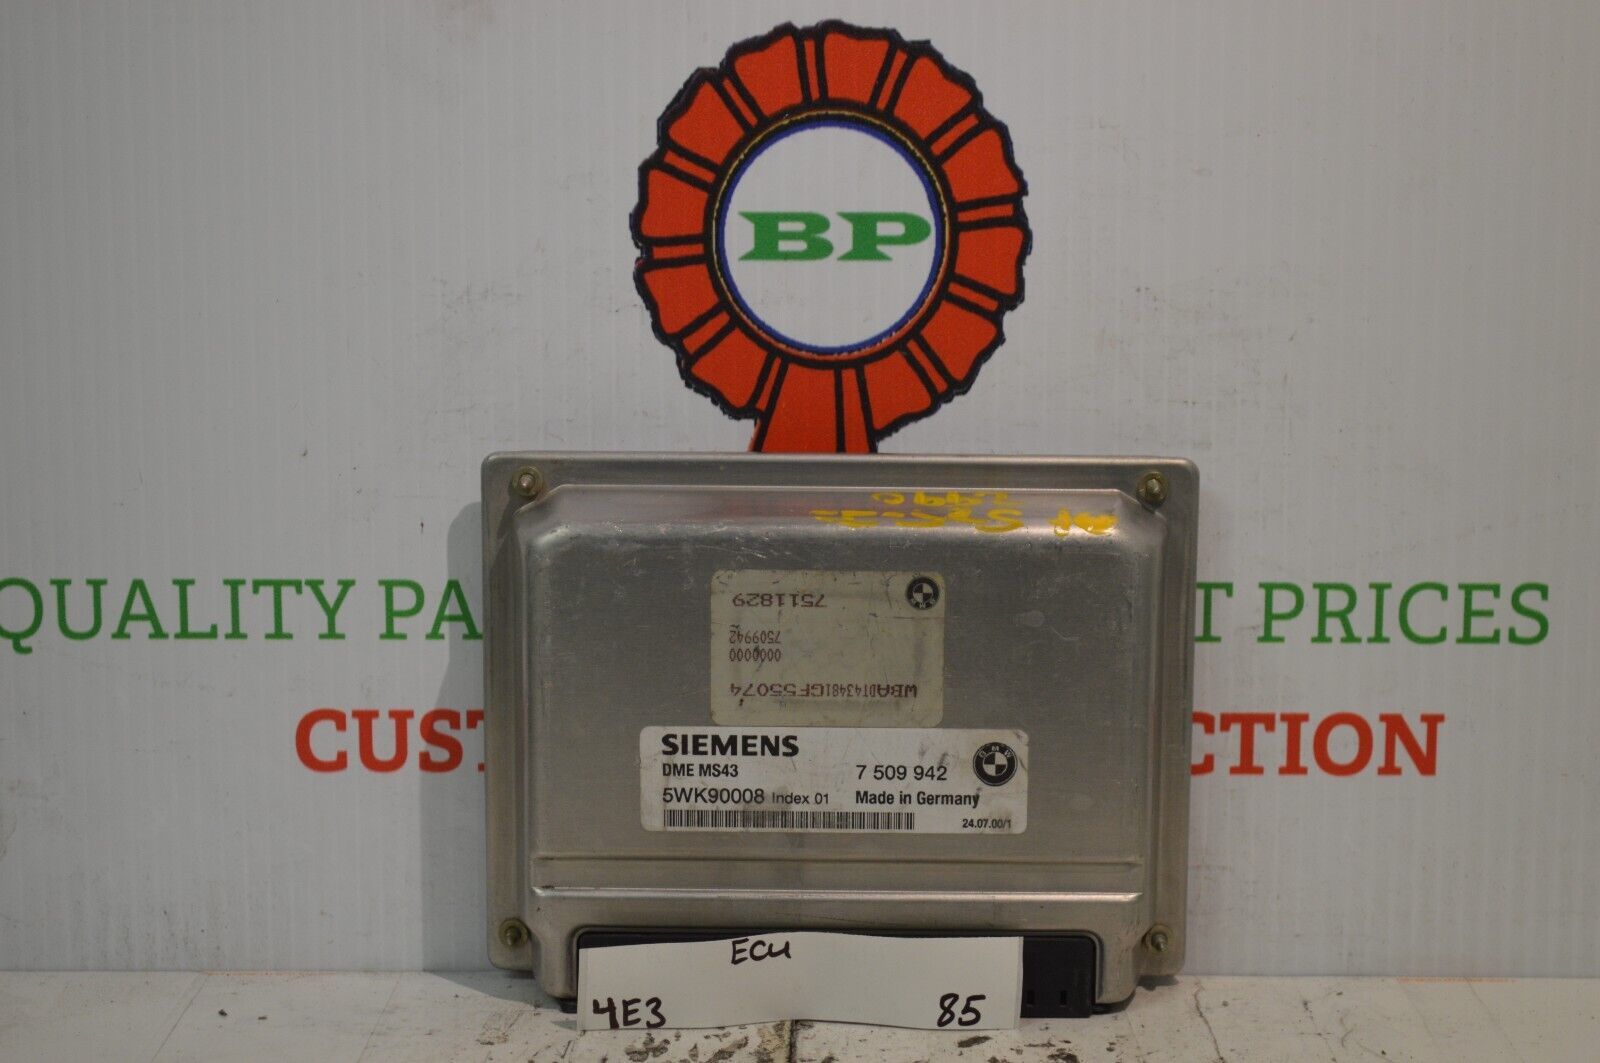 BP
QUALITY PA T PRICES
CUST CTION
7511829
7509942
0000000
WBADT43481GF55074
SIEMENS
DME MS43 7 509 942
5WK90008 Index 01 Made in Germany
24.07.00/1
BMW
ECU
4E3 85